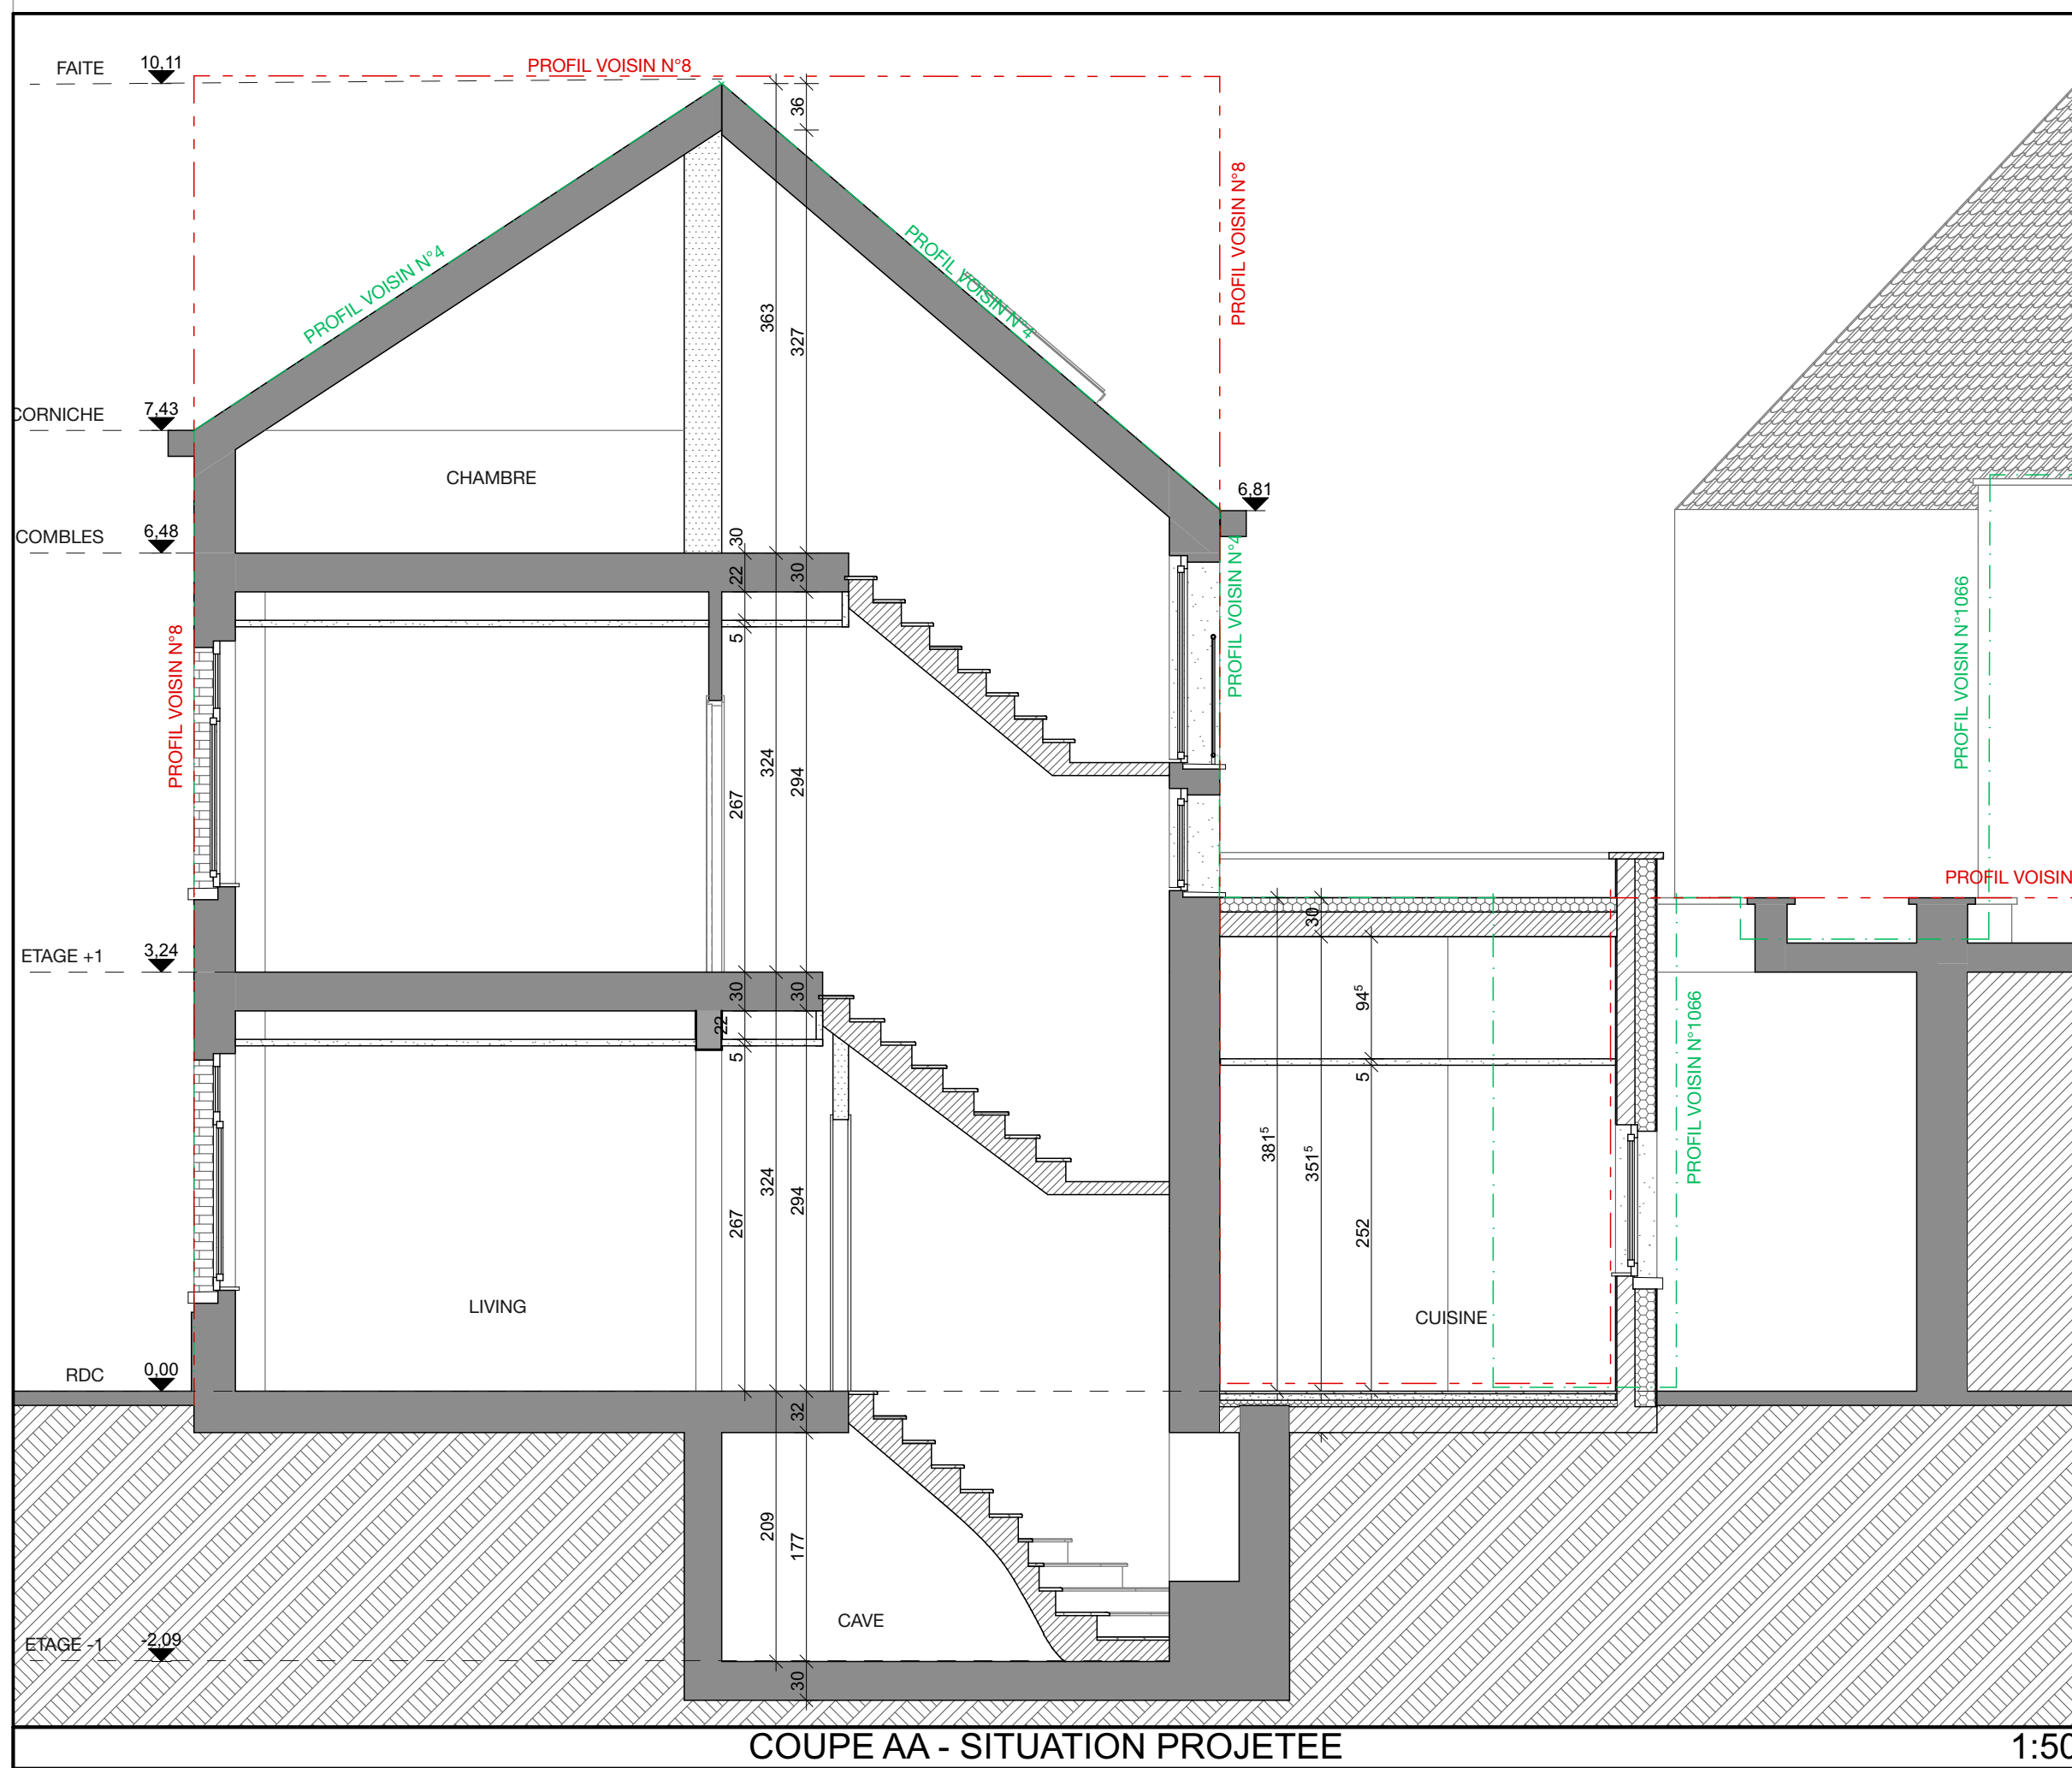 FAITE 10,11
PROFIL VOISIN N°8
36
PROFIL VOISIN N°8
PROFIL VOISIN N°4
PROFIL VOISIN N°4
363
327
CORNICHE 7,43
CHAMBRE
6,81
COMBLES 6,48
30
22
30
5
PROFIL VOISIN N°4
PROFIL VOISIN N°8
PROFIL VOISIN N°1066
324
294
267
PROFIL VOISIN
30
ETAGE +1 3,24
30
30
22
5
94⁵
5
PROFIL VOISIN N°1066
381⁵
351⁵
324
294
267
252
LIVING
CUISINE
RDC 0,00
32
209
177
CAVE
ETAGE -1 -2,09
30
COUPE AA - SITUATION PROJETEE
1:50